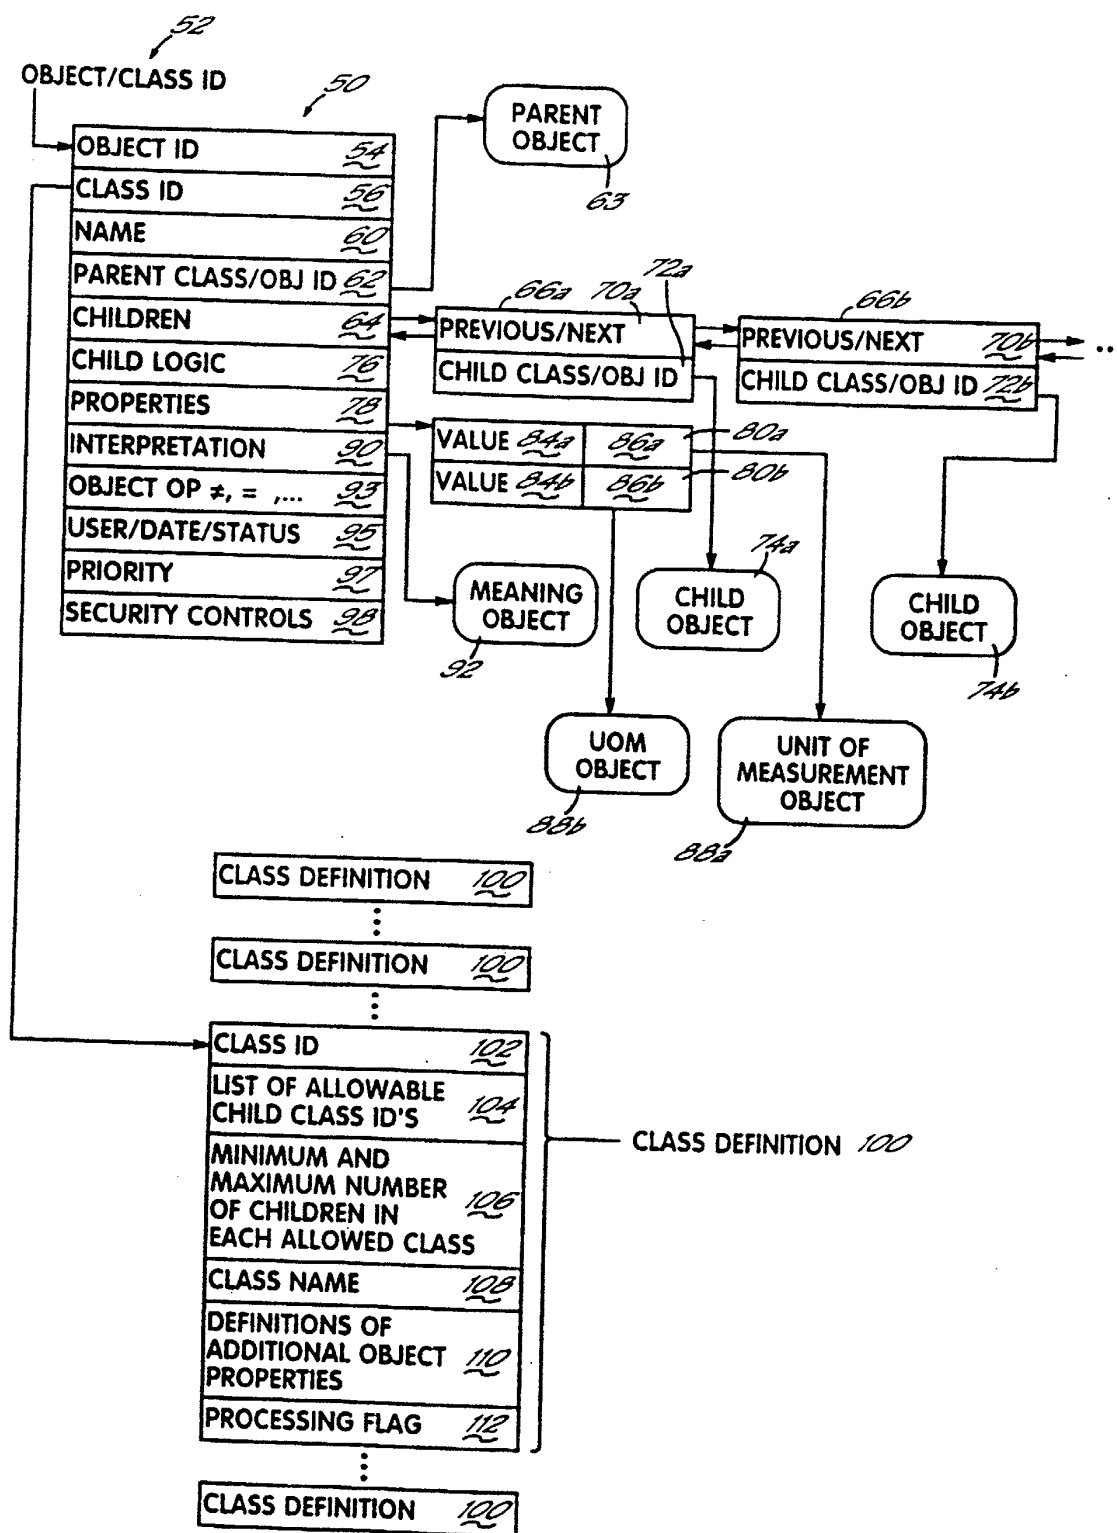 52
OBJECT/CLASS ID
50
OBJECT ID 54
CLASS ID 56
NAME 60
PARENT CLASS/OBJ ID 62
CHILDREN 64
CHILD LOGIC 76
PROPERTIES 78
INTERPRETATION 90
OBJECT OP ≠, = ,... 93
USER/DATE/STATUS 95
PRIORITY 97
SECURITY CONTROLS 98
PARENT
OBJECT
63
66a 70a 72a
PREVIOUS/NEXT
CHILD CLASS/OBJ ID
66b
PREVIOUS/NEXT 70b
CHILD CLASS/OBJ ID 72b
..
VALUE 84a 86a 80a
VALUE 84b 86b 80b
MEANING
OBJECT
92
74a
CHILD
OBJECT
CHILD
OBJECT
74b
UOM
OBJECT
88b
UNIT OF
MEASUREMENT
OBJECT
88a
CLASS DEFINITION 100
CLASS DEFINITION 100
CLASS ID 102
LIST OF ALLOWABLE
CHILD CLASS ID'S 104
MINIMUM AND
MAXIMUM NUMBER
OF CHILDREN IN
EACH ALLOWED CLASS 106
CLASS NAME 108
DEFINITIONS OF
ADDITIONAL OBJECT
PROPERTIES 110
PROCESSING FLAG 112
CLASS DEFINITION 100
CLASS DEFINITION 100